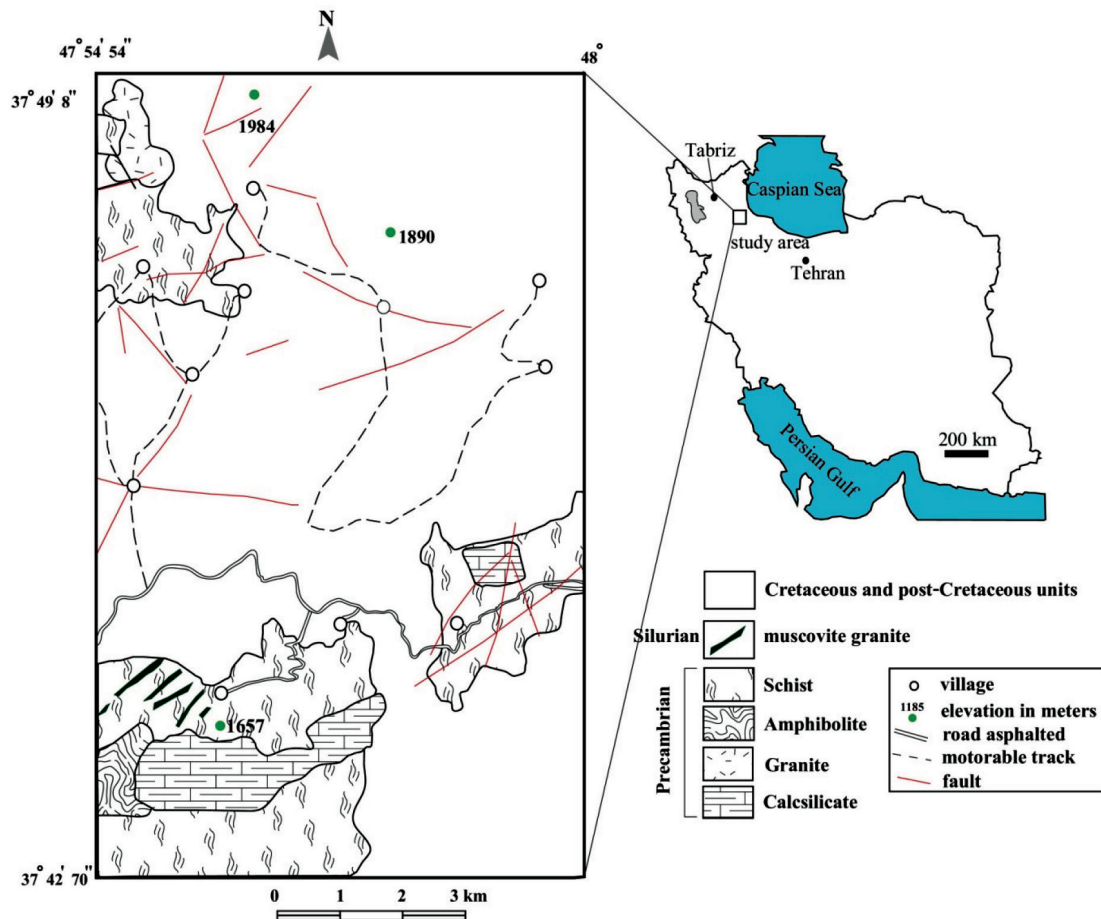 N
47° 54' 54"
48°
37° 49' 8"
1984
1890
1657
37° 42' 70"
0 1 2 3 km
Tabriz
Caspian Sea
study area
Tehran
Persian Gulf
200 km
Cretaceous and post-Cretaceous units
Silurian
muscovite granite
Precambrian
Schist
Amphibolite
Granite
Calcsilicate
village
1185
elevation in meters
road asphalted
motorable track
fault